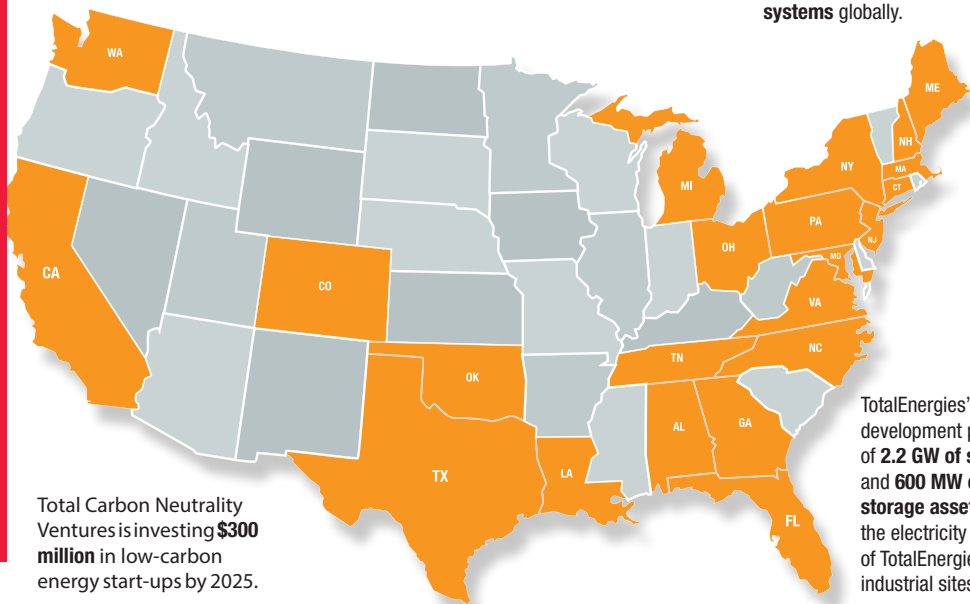 systems globally.
WA
ME
NH
NY
MA
CT
MI
PA
OH
NJ
MD
CA
CO
VA
NC
TN
OK
GA
AL
TX
LA
FL
TotalEnergies'
development p
of 2.2 GW of s
and 600 MW
storage asset
the electricity
of TotalEnergie
industrial sites
Total Carbon Neutrality
Ventures is investing $300
million in low-carbon
energy start-ups by 2025.